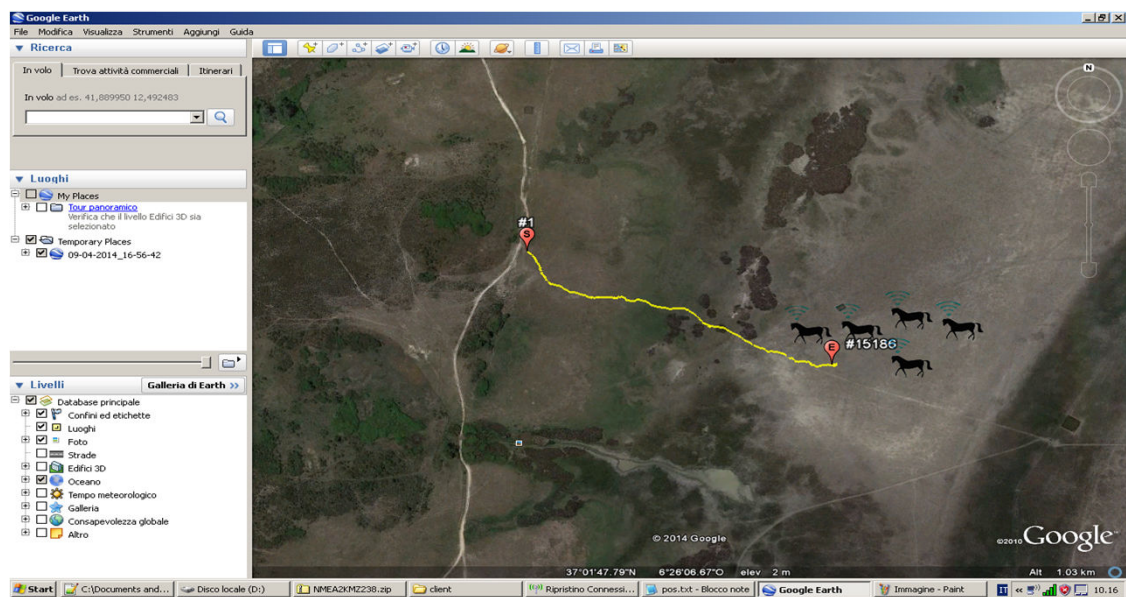 Google Earth
File Modifica Visualizza Strumenti Aggiungi Guida
Ricerca
In volo Trova attività commerciali Itinerari
In volo ad es. 41,889950 12,492483
Luoghi
My Places
Tour panoramico
Verifica che il livello Edifici 3D sia
selezionato
Temporary Places
09-04-2014_16-56-42
Livelli Galleria di Earth >>
Database principale
Confini ed etichette
Luoghi
Foto
Strade
Edifici 3D
Oceano
Tempo meteorologico
Galleria
Consapevolezza globale
Altro
N
#1
S
E #15186
© 2014 Google
©2010 Google
37°01'47.79"N 6°26'06.67"O elev 2 m Alt 1.03 km
Start C:\Documents and... Disco locale (D:) NMEA2KMZ238.zip client Ripristino Connessi... pos.txt - Blocco note Google Earth Immagine - Paint IT « 10.16